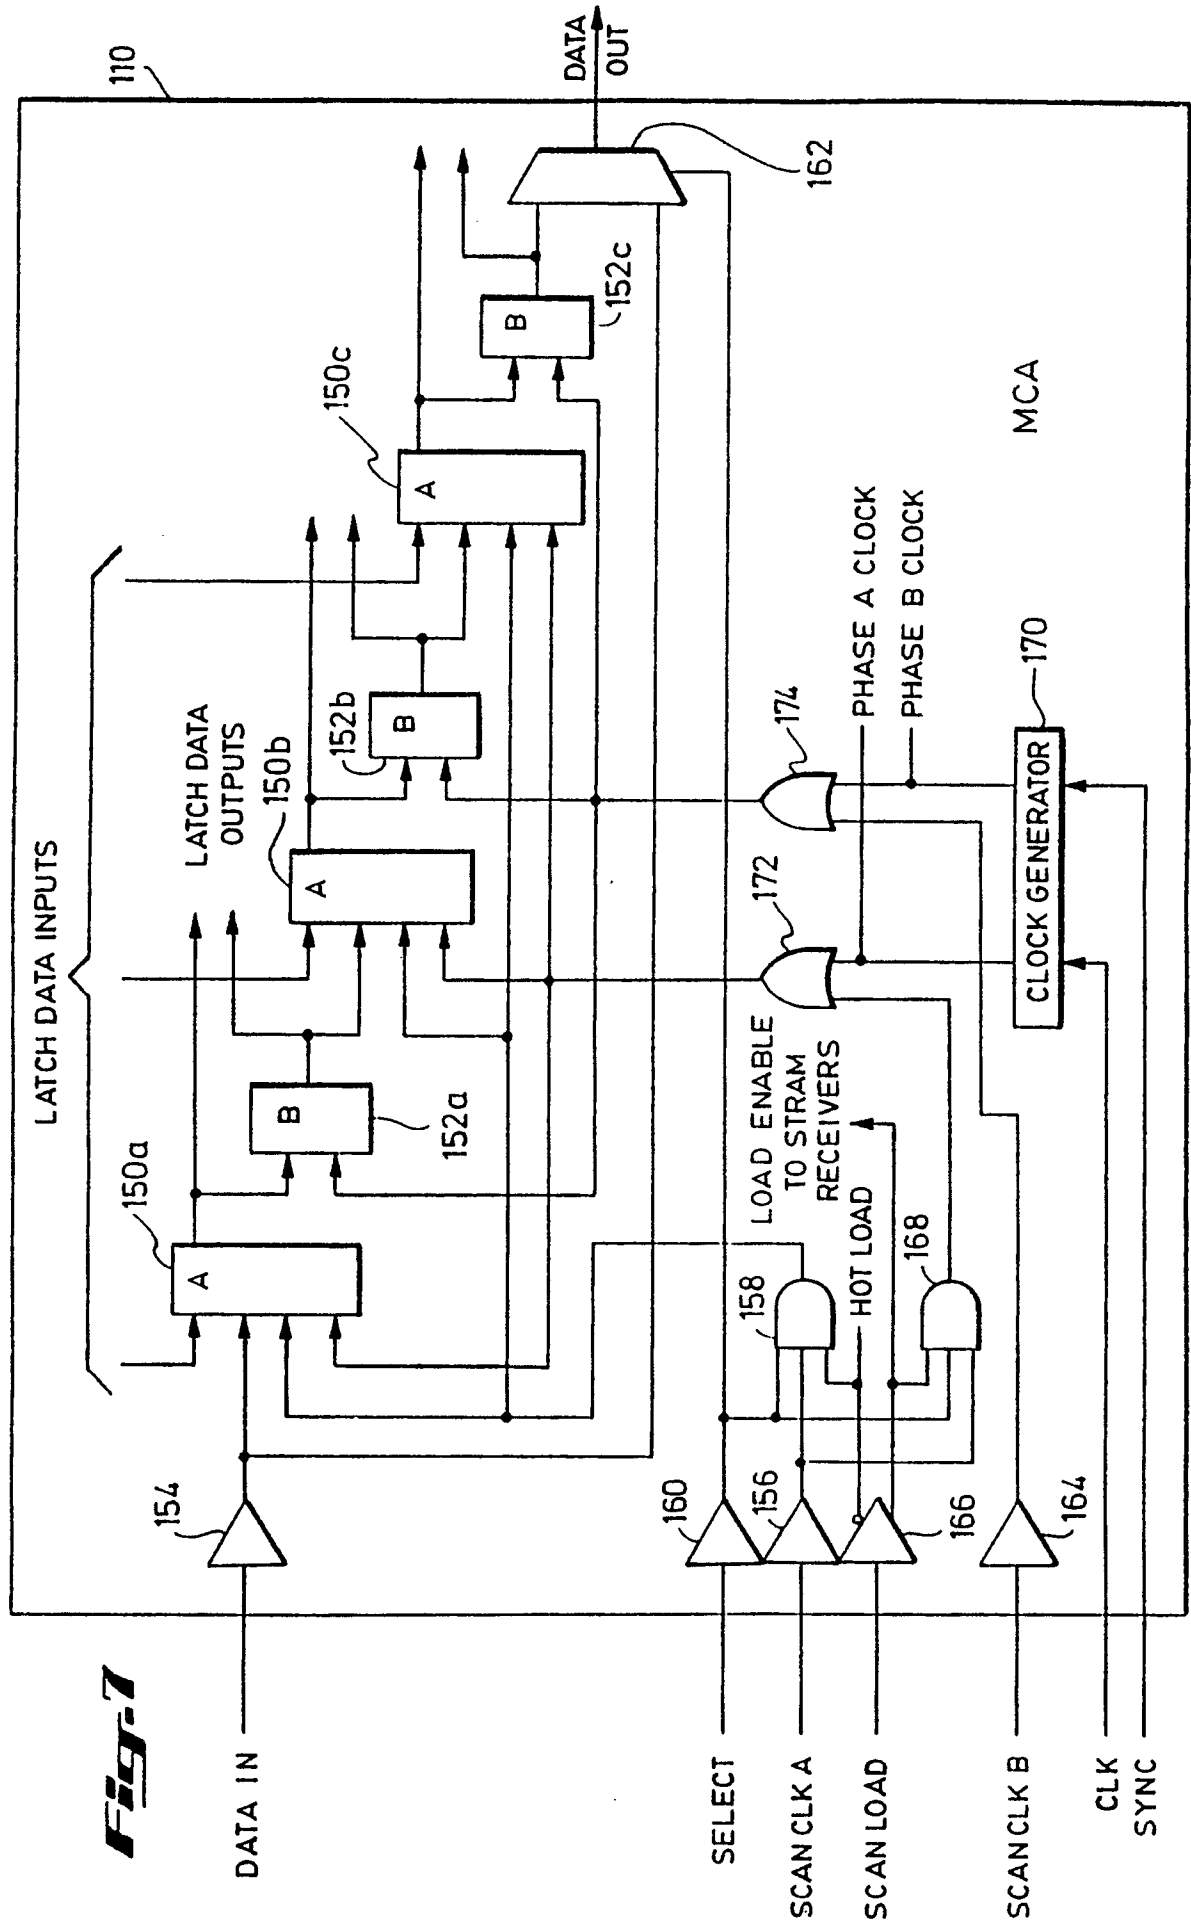 Fig-7
110
LATCH DATA INPUTS
LATCH DATA
OUTPUTS
DATA
OUT
150a
A
152a
B
150b
A
152b
B
150c
A
152c
B
162
154
DATA IN
160
SELECT
156
SCAN CLK A
166
SCAN LOAD
164
SCAN CLK B
CLK
SYNC
158
168
HOT LOAD
LOAD ENABLE
TO STRAM
RECEIVERS
172
174
PHASE A CLOCK
PHASE B CLOCK
170
CLOCK GENERATOR
MCA